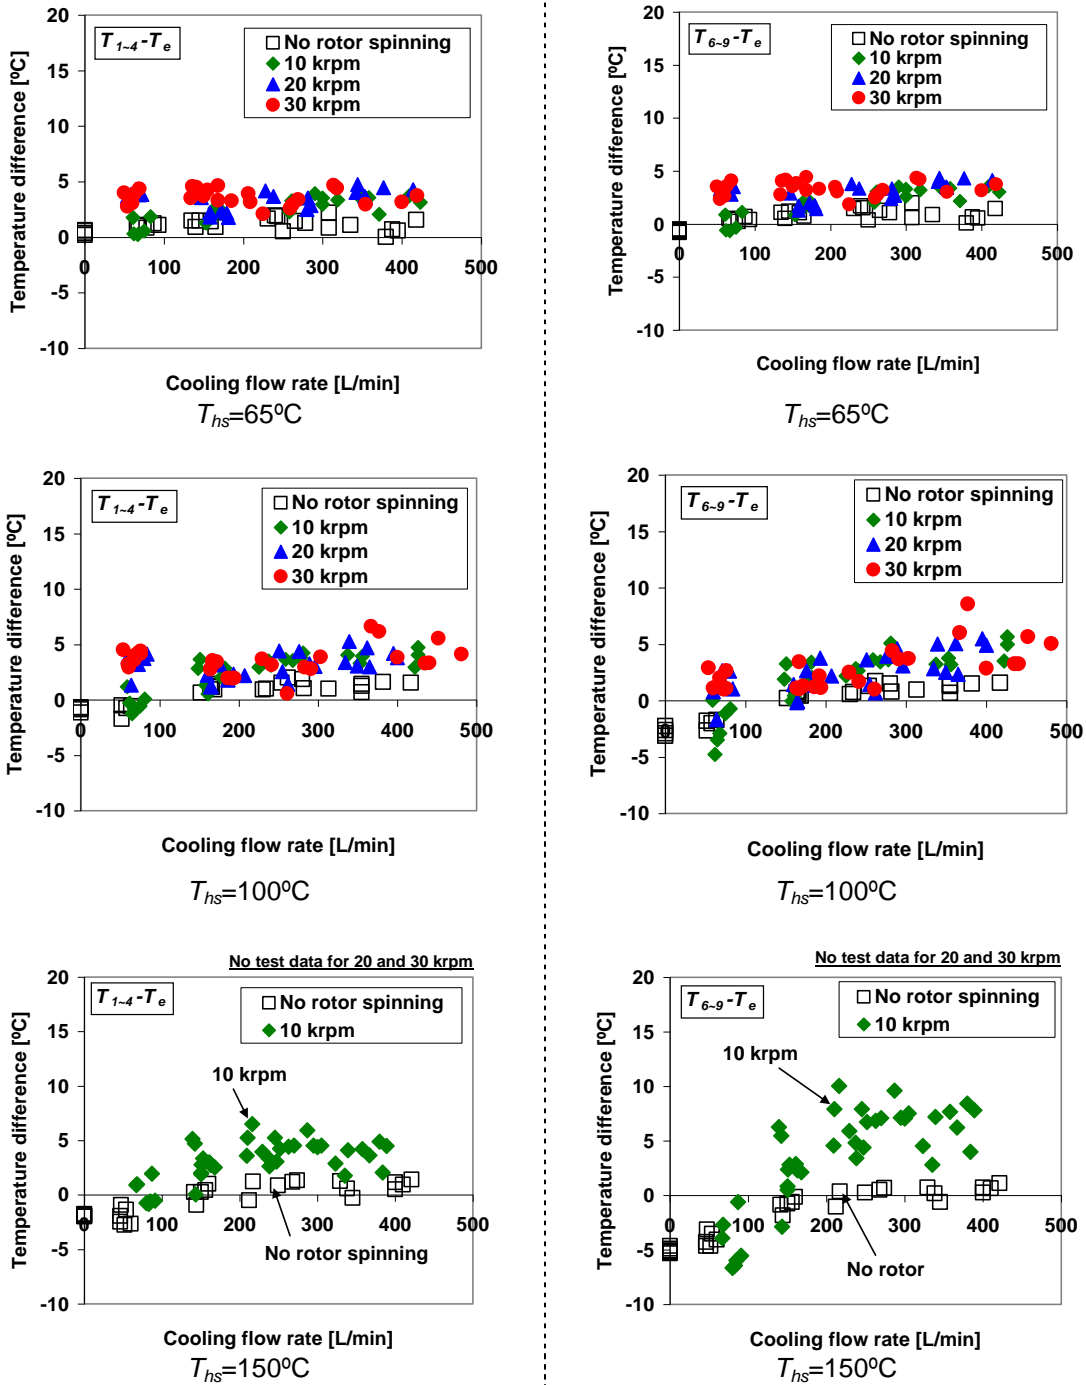 T1~4-Te
No rotor spinning
10 krpm
20 krpm
30 krpm
20
15
10
5
0
-5
-10
0
100
200
300
400
500
Temperature difference [ºC]
Cooling flow rate [L/min]
Ths=65ºC
T6~9-Te
No rotor spinning
10 krpm
20 krpm
30 krpm
20
15
10
5
0
-5
-10
0
100
200
300
400
500
Temperature difference [ºC]
Cooling flow rate [L/min]
Ths=65ºC
T1~4-Te
No rotor spinning
10 krpm
20 krpm
30 krpm
20
15
10
5
0
-5
-10
0
100
200
300
400
500
Temperature difference [ºC]
Cooling flow rate [L/min]
Ths=100ºC
T6~9-Te
No rotor spinning
10 krpm
20 krpm
30 krpm
20
15
10
5
0
-5
-10
0
100
200
300
400
500
Temperature difference [ºC]
Cooling flow rate [L/min]
Ths=100ºC
No test data for 20 and 30 krpm
T1~4-Te
No rotor spinning
10 krpm
20
15
10
5
0
-5
-10
0
100
200
300
400
500
10 krpm
No rotor spinning
Temperature difference [ºC]
Cooling flow rate [L/min]
Ths=150ºC
No test data for 20 and 30 krpm
T6~9-Te
No rotor spinning
10 krpm
20
15
10
5
0
-5
-10
0
100
200
300
400
500
10 krpm
No rotor
Temperature difference [ºC]
Cooling flow rate [L/min]
Ths=150ºC